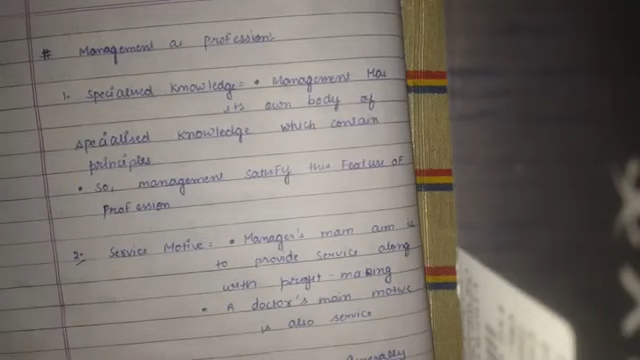 # Management as Profession:
1. Specialised Knowledge = • Management Has
its own body of
specialised knowledge which contain
principles
• So, management satisfy this Feature of
Profession
2. Service Motive = • Manager's main aim is
to provide service along
with profit-making
• A doctor's main motive
is also service
Generally